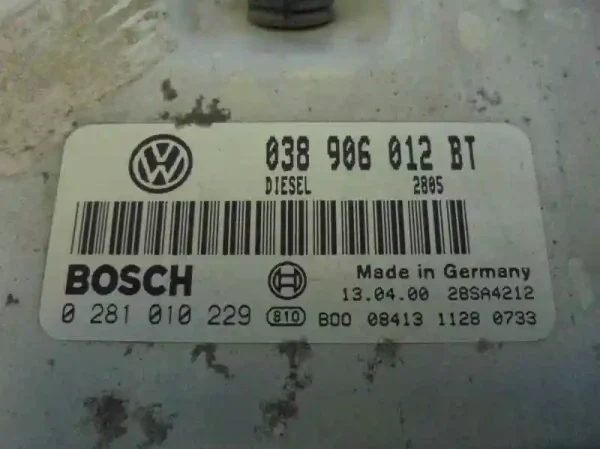 VW
038 906 012 BT
DIESEL 2805
BOSCH
Made in Germany
13.04.00 28SA4212
0 281 010 229 810 B00 08413 1128 0733